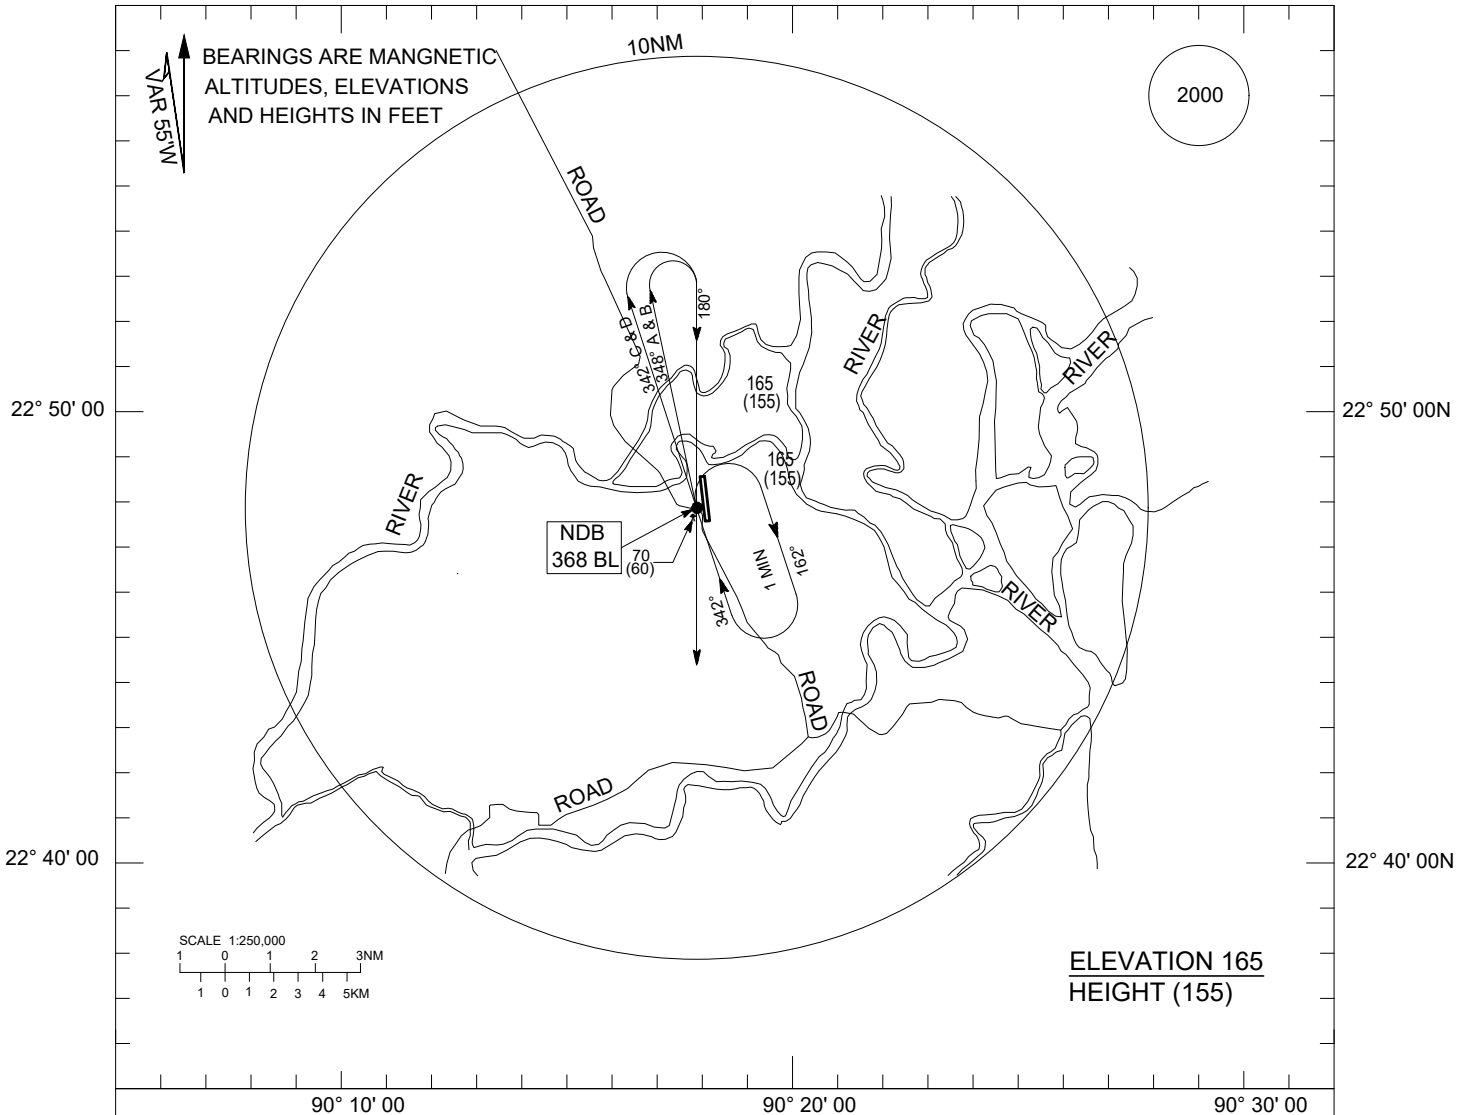 10NM
BEARINGS ARE MANGNETIC
ALTITUDES, ELEVATIONS
AND HEIGHTS IN FEET
VAR 55'W
2000
ROAD
180°
342° C & D
348° A & B
RIVER
RIVER
165
(155)
22° 50' 00
22° 50' 00N
165
(155)
RIVER
NDB
368 BL
70
(60)
1 MIN
162°
342°
RIVER
ROAD
ROAD
22° 40' 00
22° 40' 00N
SCALE 1:250,000
1 0 1 2 3NM
1 0 1 2 3 4 5KM
ELEVATION 165
HEIGHT (155)
90° 10' 00
90° 20' 00
90° 30' 00